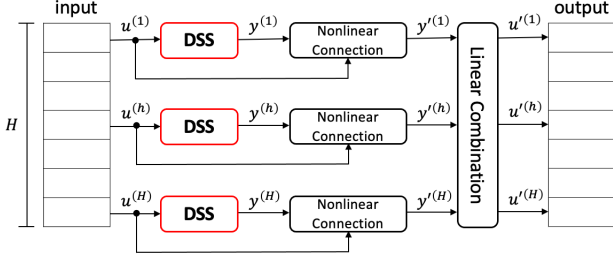 input
output
H
u^(1)
DSS
y^(1)
Nonlinear
Connection
y'^(1)
u'^(1)
u^(h)
DSS
y^(h)
Nonlinear
Connection
y'^(h)
Linear Combination
u'^(h)
u^(H)
DSS
y^(H)
Nonlinear
Connection
y'^(H)
u'^(H)